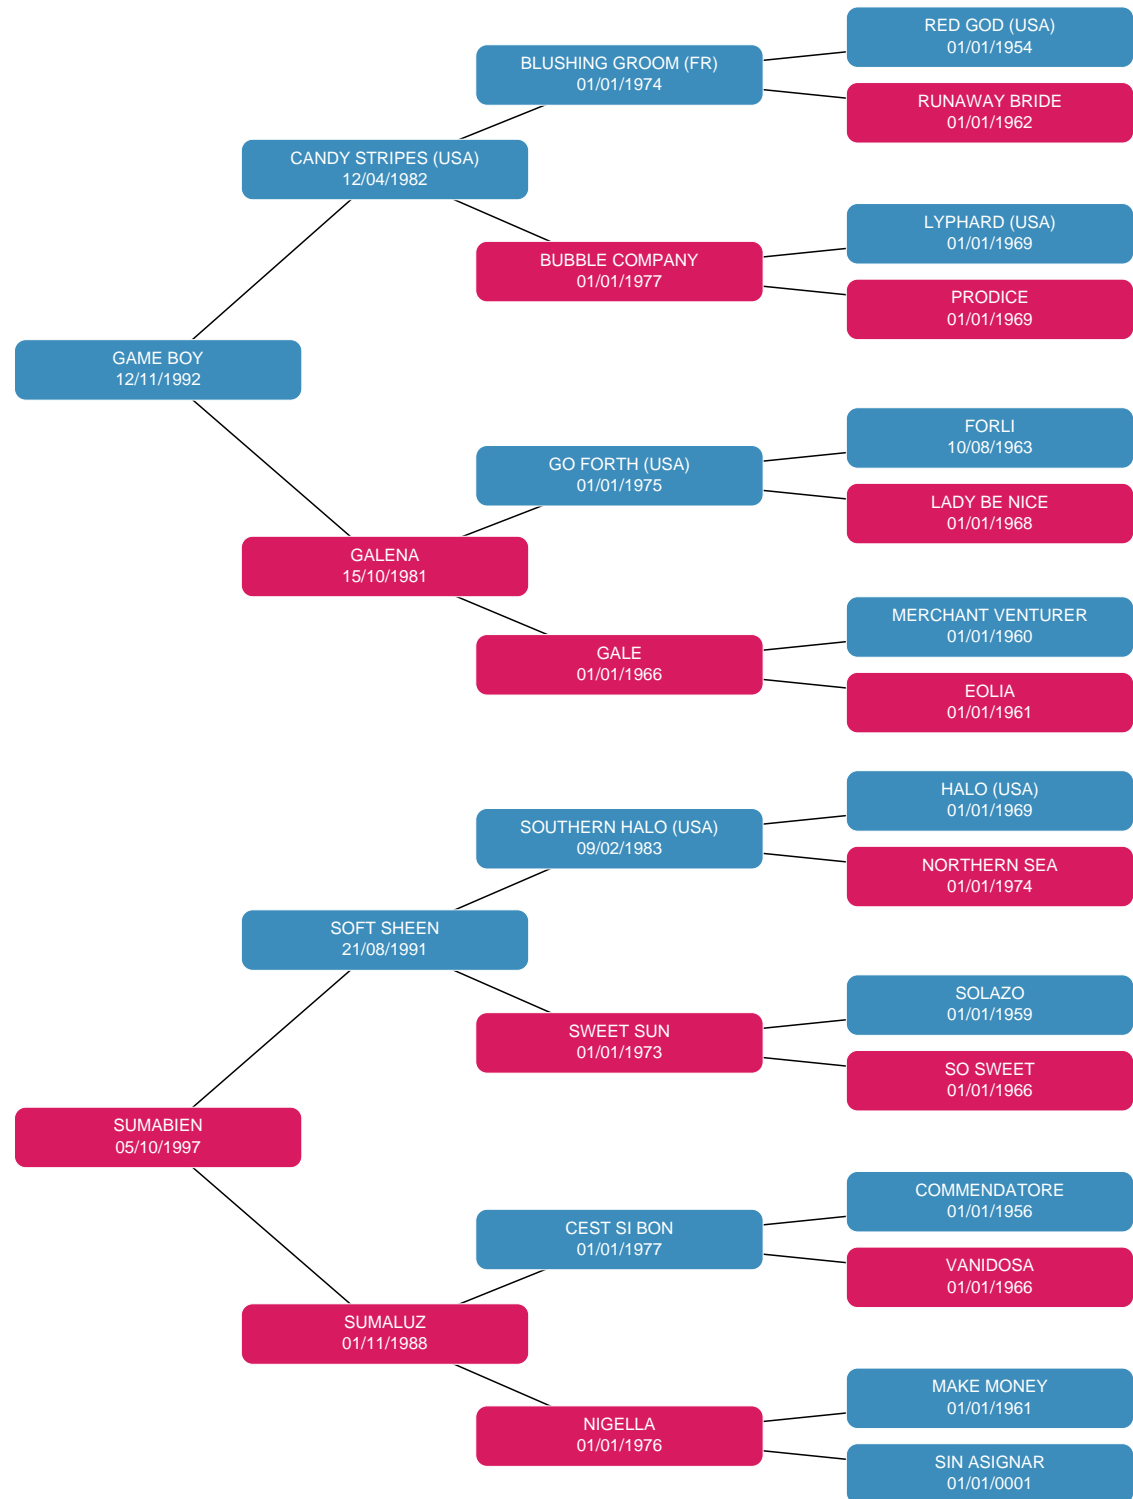 RED GOD (USA)
01/01/1954
BLUSHING GROOM (FR)
01/01/1974
RUNAWAY BRIDE
01/01/1962
CANDY STRIPES (USA)
12/04/1982
LYPHARD (USA)
01/01/1969
BUBBLE COMPANY
01/01/1977
PRODICE
01/01/1969
GAME BOY
12/11/1992
FORLI
10/08/1963
GO FORTH (USA)
01/01/1975
LADY BE NICE
01/01/1968
GALENA
15/10/1981
MERCHANT VENTURER
01/01/1960
GALE
01/01/1966
EOLIA
01/01/1961
HALO (USA)
01/01/1969
SOUTHERN HALO (USA)
09/02/1983
NORTHERN SEA
01/01/1974
SOFT SHEEN
21/08/1991
SOLAZO
01/01/1959
SWEET SUN
01/01/1973
SO SWEET
01/01/1966
SUMABIEN
05/10/1997
COMMENDATORE
01/01/1956
CEST SI BON
01/01/1977
VANIDOSA
01/01/1966
SUMALUZ
01/11/1988
MAKE MONEY
01/01/1961
NIGELLA
01/01/1976
SIN ASIGNAR
01/01/0001